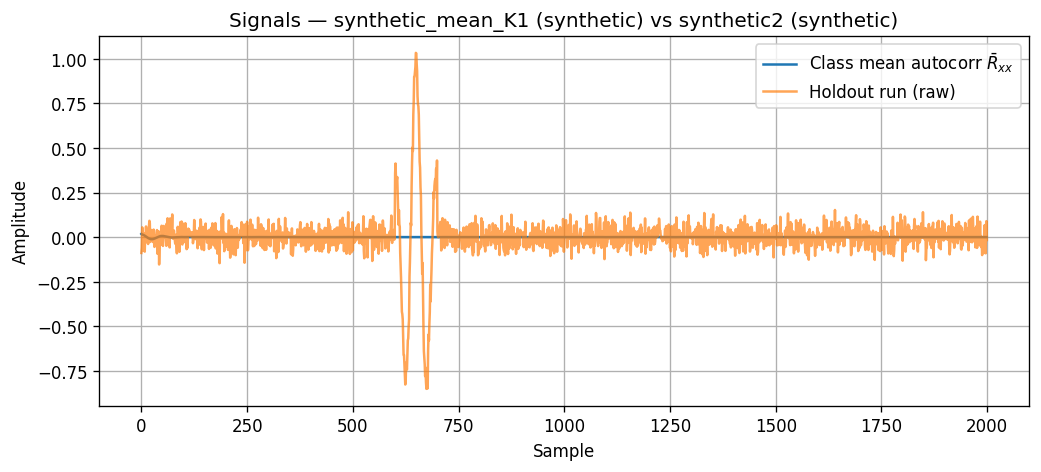 Signals — synthetic_mean_K1 (synthetic) vs synthetic2 (synthetic)
Class mean autocorr R̄ₓₓ
Holdout run (raw)
Amplitude
1.00
0.75
0.50
0.25
0.00
−0.25
−0.50
−0.75
0 250 500 750 1000 1250 1500 1750 2000
Sample